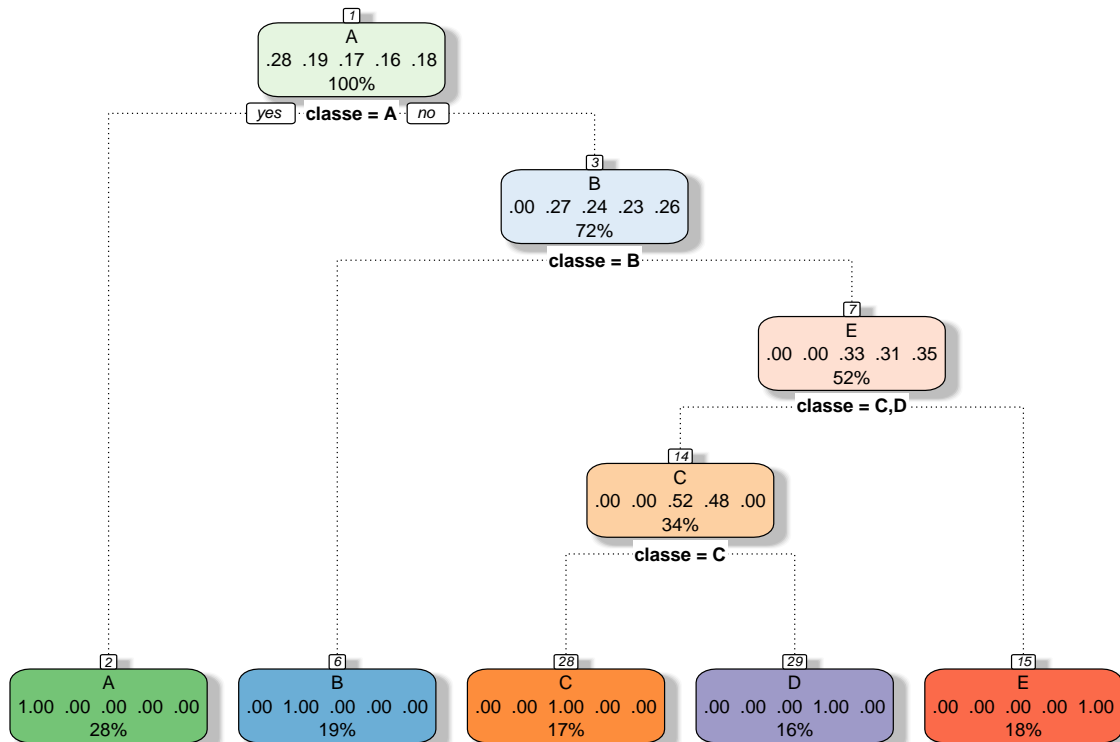 1
A
.28 .19 .17 .16 .18
100%
yes classe = A no
3
B
.00 .27 .24 .23 .26
72%
classe = B
7
E
.00 .00 .33 .31 .35
52%
classe = C,D
14
C
.00 .00 .52 .48 .00
34%
classe = C
2
A
1.00 .00 .00 .00 .00
28%
6
B
.00 1.00 .00 .00 .00
19%
28
C
.00 .00 1.00 .00 .00
17%
29
D
.00 .00 .00 1.00 .00
16%
15
E
.00 .00 .00 .00 1.00
18%